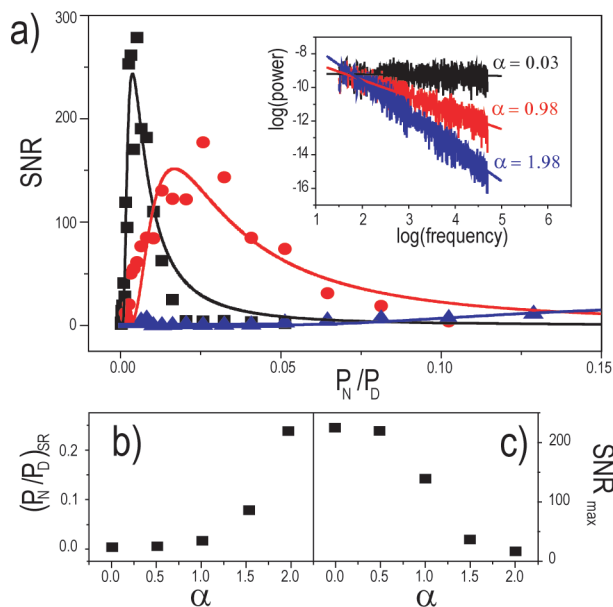 a)
300
200
100
0
SNR
0.00 0.05 0.10 0.15
P_N/P_D
-8
-10
-12
-14
-16
log(power)
1 2 3 4 5 6
log(frequency)
α = 0.03
α = 0.98
α = 1.98
b)
0.2
0.1
0.0
(P_N/P_D)_SR
0.0 0.5 1.0 1.5 2.0
α
c)
200
100
0
SNR_max
0.0 0.5 1.0 1.5 2.0
α